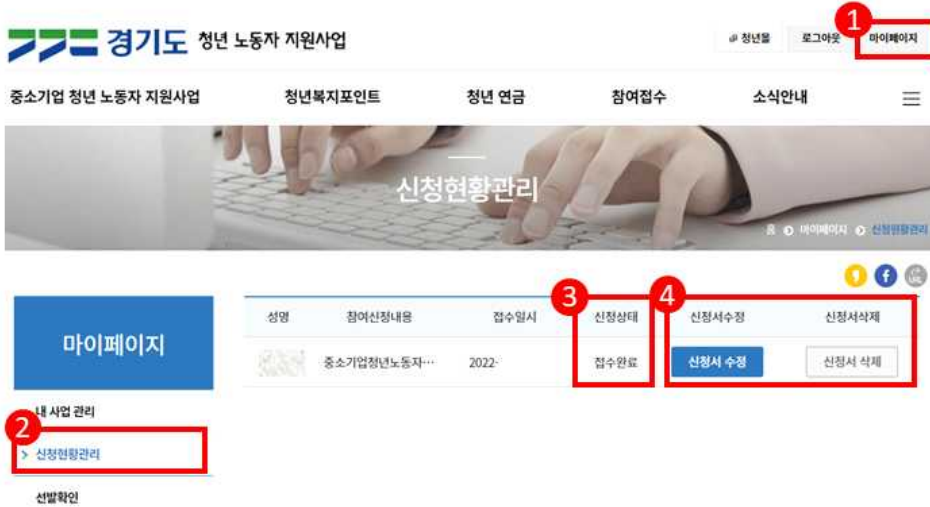 경기도 청년 노동자 지원사업
1
청년몰 로그아웃 마이페이지
중소기업 청년 노동자 지원사업 청년복지포인트 청년 연금 참여접수 소식안내
신청현황관리
홈 마이페이지 신청현황관리
URL
3 4
성명 참여신청내용 접수일시 신청상태 신청서수정 신청서삭제
중소기업청년노동자… 2022- 접수완료 신청서 수정 신청서 삭제
마이페이지
내 사업 관리
2
신청현황관리
선발확인